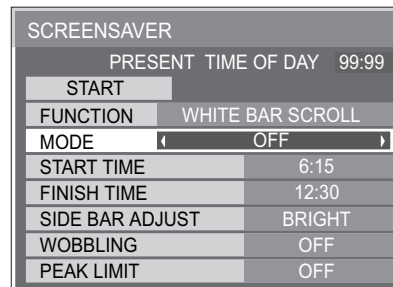 SCREENSAVER
PRESENT TIME OF DAY 99:99
START
FUNCTION WHITE BAR SCROLL
MODE OFF
START TIME 6:15
FINISH TIME 12:30
SIDE BAR ADJUST BRIGHT
WOBBLING OFF
PEAK LIMIT OFF